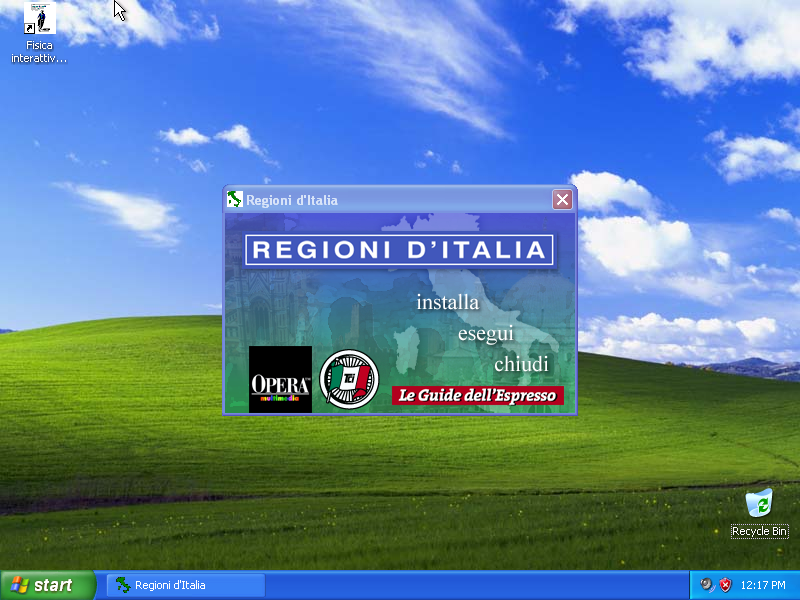 Fisica
interattiv...
Regioni d'Italia
REGIONI D'ITALIA
installa
esegui
chiudi
OPERA
multimedia
TCI
Le Guide dell'Espresso
Recycle Bin
start
Regioni d'Italia
12:17 PM